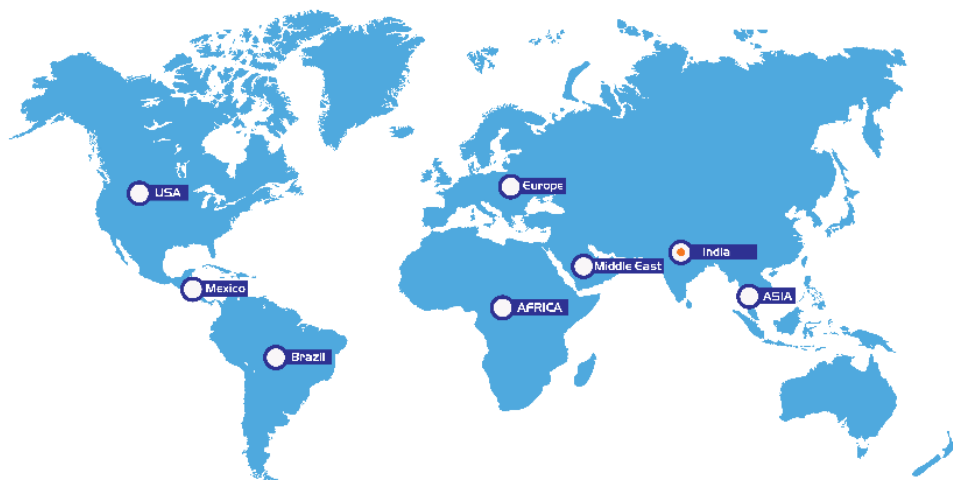 USA
Europe
India
Middle East
Mexico
ASIA
AFRICA
Brazil